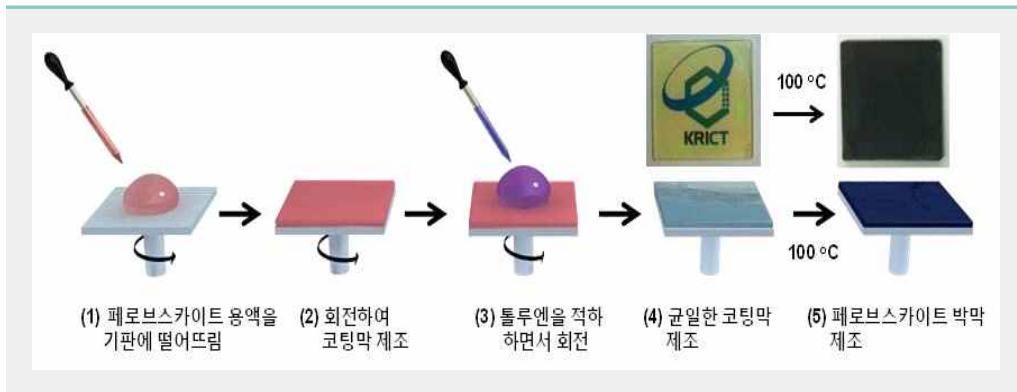 KRICT
100 °C
100 °C
(1) 페로브스카이트 용액을
기판에 떨어뜨림
(2) 회전하여
코팅막 제조
(3) 톨루엔을 적하
하면서 회전
(4) 균일한 코팅막
제조
(5) 페로브스카이트 박막
제조